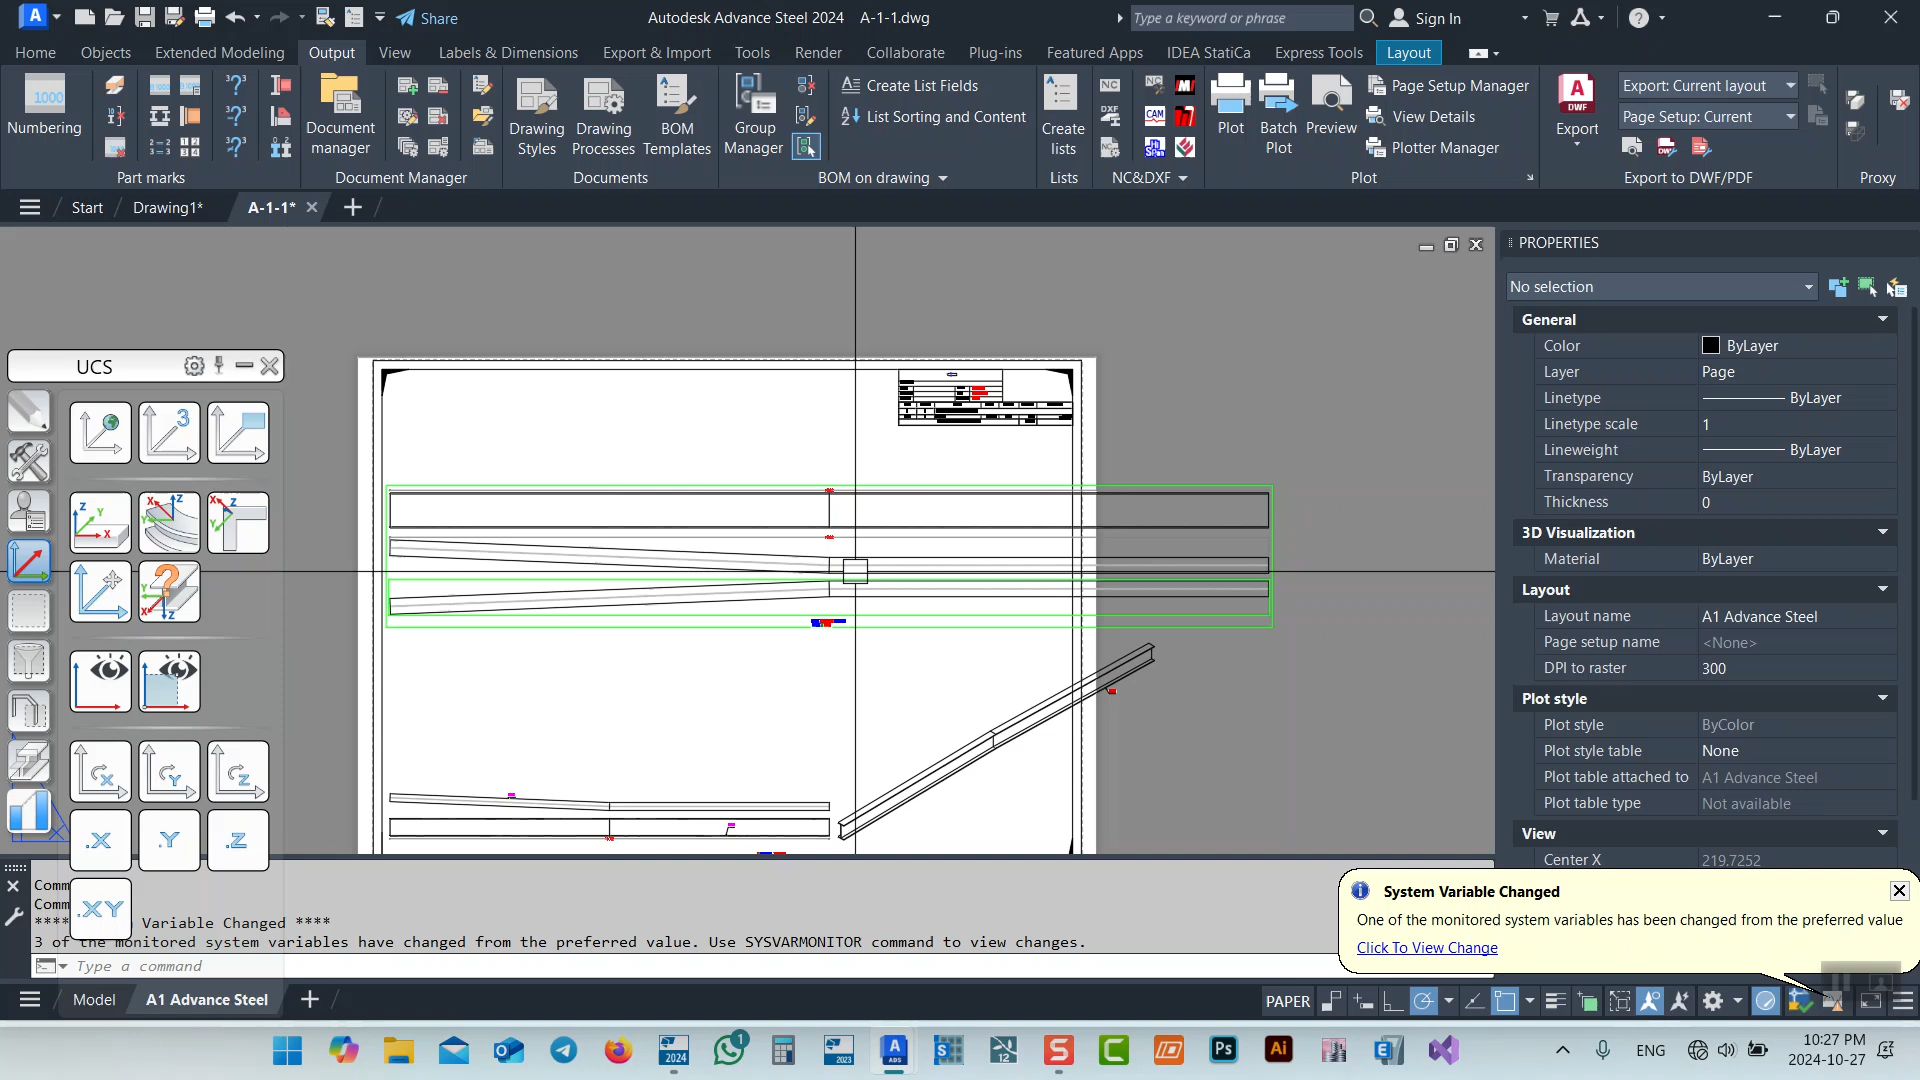 Share
Autodesk Advance Steel 2024 A-1-1.dwg
Type a keyword or phrase
Sign In
Home Objects Extended Modeling Output View Labels & Dimensions Export & Import Tools Render Collaborate Plug-ins Featured Apps IDEA StatiCa Express Tools Layout
Numbering
Document manager
Drawing Styles
Drawing Processes
BOM Templates
Group Manager
Create List Fields
List Sorting and Content
Create lists
NC
DXF
NC
CAM
Plot
Batch Plot
Preview
Page Setup Manager
View Details
Plotter Manager
DWF
Export
Export: Current layout
Page Setup: Current
Part marks Document Manager Documents BOM on drawing Lists NC&DXF Plot Export to DWF/PDF Proxy
Start Drawing1* A-1-1*
PROPERTIES
No selection
General
Color ByLayer
Layer Page
Linetype ByLayer
Linetype scale 1
Lineweight ByLayer
Transparency ByLayer
Thickness 0
3D Visualization
Material ByLayer
Layout
Layout name A1 Advance Steel
Page setup name <None>
DPI to raster 300
Plot style
Plot style ByColor
Plot style table None
Plot table attached to A1 Advance Steel
Plot table type Not available
View
Center X 219.7252
UCS
3
.X .Y .Z
.XY
Comm
Comm
**** Variable Changed ****
3 of the monitored system variables have changed from the preferred value. Use SYSVARMONITOR command to view changes.
Type a command
System Variable Changed
One of the monitored system variables has been changed from the preferred value
Click To View Change
Model A1 Advance Steel
PAPER
ENG
10:27 PM
2024-10-27